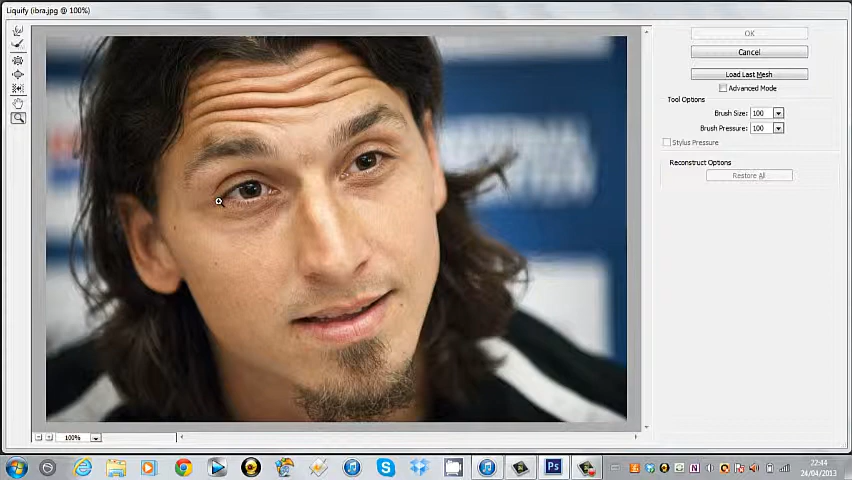 Liquify (ibra.jpg @ 100%)
OK
Cancel
Load Last Mesh
Advanced Mode
Tool Options
Brush Size: 100
Brush Pressure: 100
Stylus Pressure
Reconstruct Options
Restore All
100%
Ps
22:44
24/04/2013